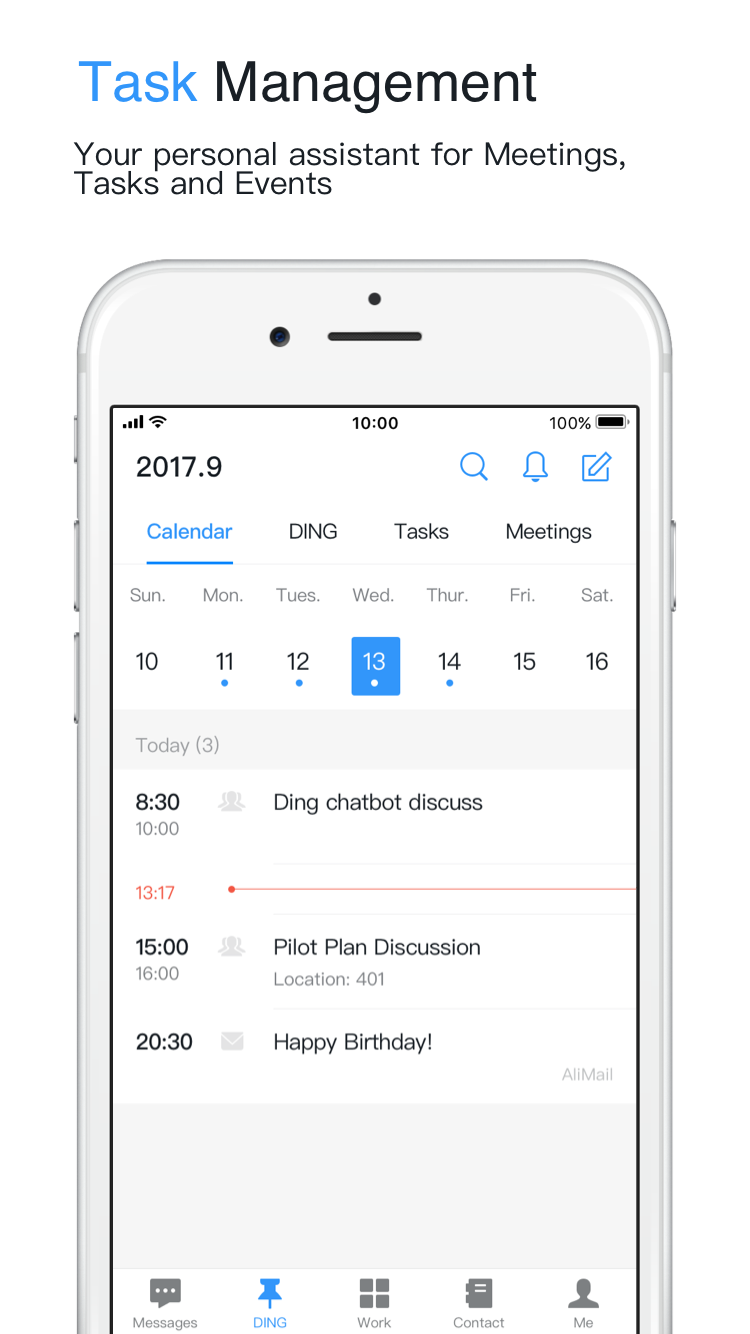 Task Management
Your personal assistant for Meetings,
Tasks and Events
10:00
100%
2017.9
Calendar DING Tasks Meetings
Sun. Mon. Tues. Wed. Thur. Fri. Sat.
10 11 12 13 14 15 16
Today (3)
8:30 Ding chatbot discuss
10:00
13:17
15:00 Pilot Plan Discussion
16:00 Location: 401
20:30 Happy Birthday!
AliMail
Messages DING Work Contact Me